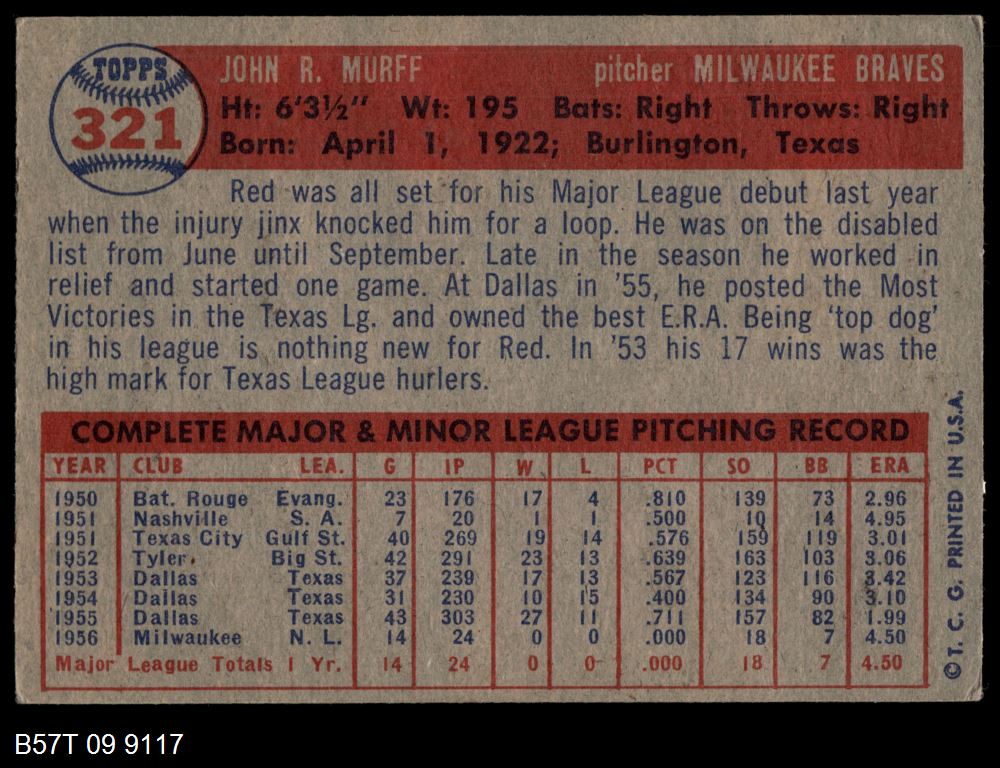 TOPPS
321
JOHN R. MURFF pitcher MILWAUKEE BRAVES
Ht: 6'3½" Wt: 195 Bats: Right Throws: Right
Born: April 1, 1922; Burlington, Texas
Red was all set for his Major League debut last year
when the injury jinx knocked him for a loop. He was on the disabled
list from June until September. Late in the season he worked in
relief and started one game. At Dallas in '55, he posted the Most
Victories in the Texas Lg. and owned the best E.R.A. Being 'top dog'
in his league is nothing new for Red. In '53 his 17 wins was the
high mark for Texas League hurlers.
COMPLETE MAJOR & MINOR LEAGUE PITCHING RECORD
YEAR CLUB LEA. G IP W L PCT SO BB ERA
1950 Bat. Rouge Evang. 23 176 17 4 .810 139 73 2.96
1951 Nashville S. A. 7 20 1 1 .500 10 14 4.95
1951 Texas City Gulf St. 40 269 19 14 .576 159 119 3.01
1952 Tyler Big St. 42 291 23 13 .639 163 103 3.06
1953 Dallas Texas 37 239 17 13 .567 123 116 3.42
1954 Dallas Texas 31 230 10 15 .400 134 90 3.10
1955 Dallas Texas 43 303 27 11 .711 157 82 1.99
1956 Milwaukee N. L. 14 24 0 0 .000 18 7 4.50
Major League Totals 1 Yr. 14 24 0 0 .000 18 7 4.50
©T. C. G. PRINTED IN U.S.A.
B57T 09 9117